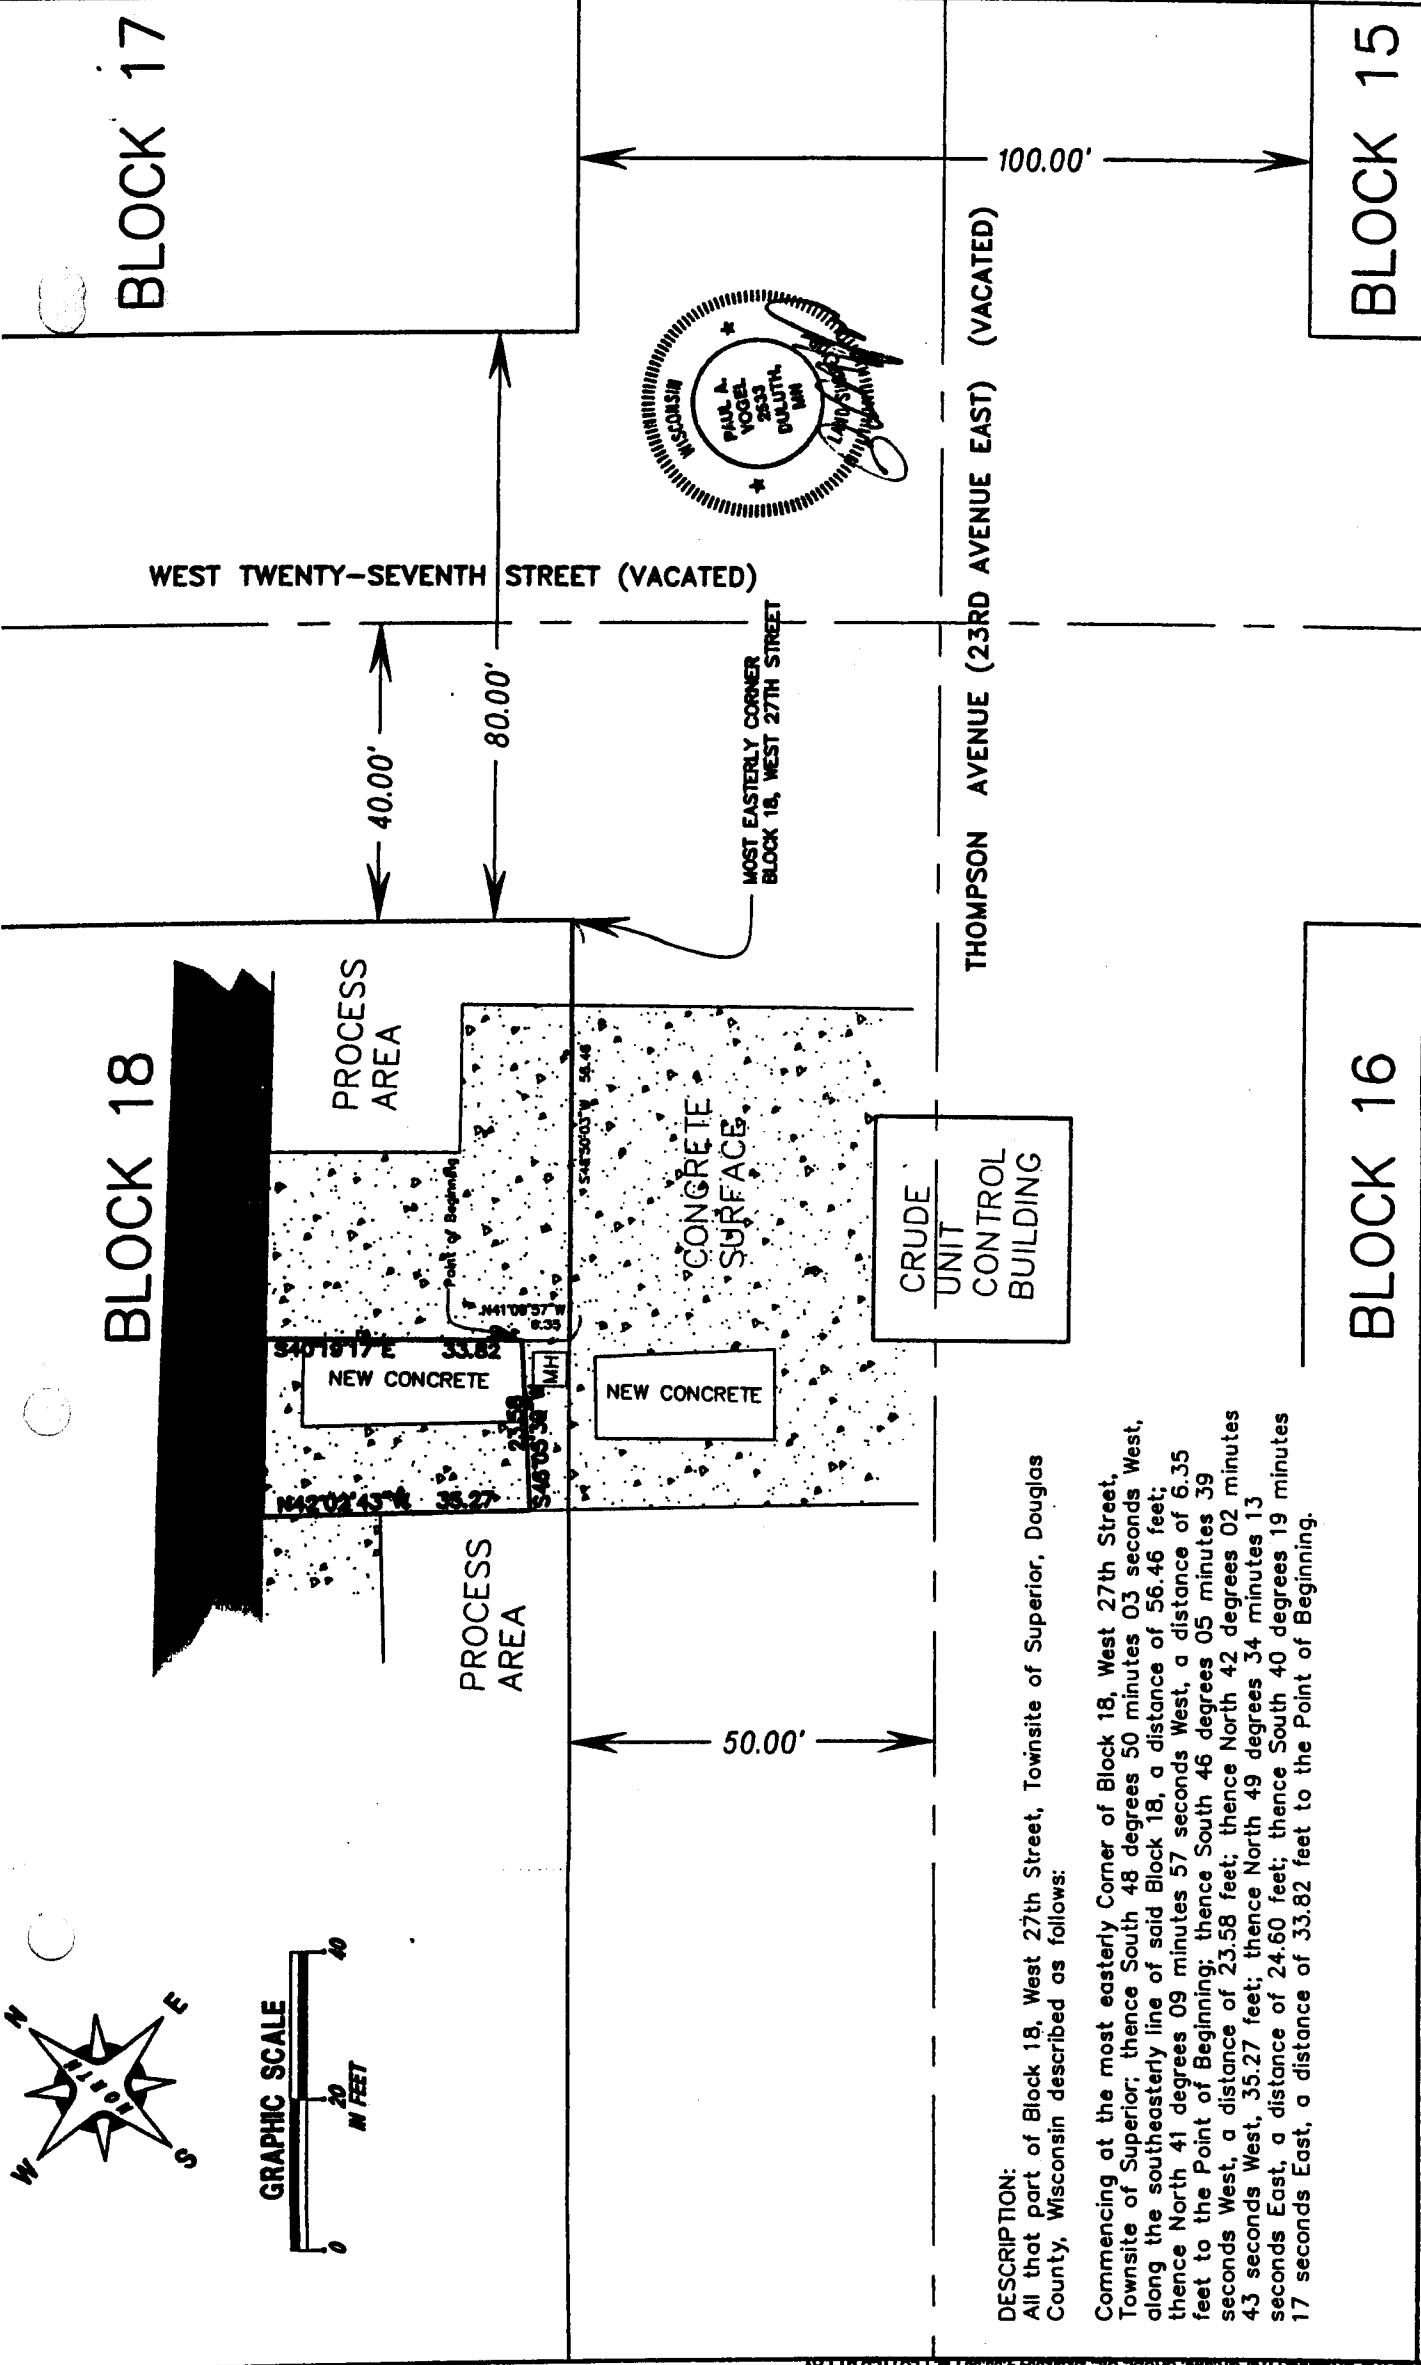 BLOCK 17
BLOCK 18
BLOCK 15
BLOCK 16
WEST TWENTY-SEVENTH STREET (VACATED)
THOMPSON AVENUE (23RD AVENUE EAST) (VACATED)
100.00'
80.00'
40.00'
50.00'
MOST EASTERLY CORNER
BLOCK 18, WEST 27TH STREET
WISCONSIN
PAUL A.
VOGEL
2533
DULUTH,
MN
LAND
PROCESS
AREA
PROCESS
AREA
Point of Beginning
S48°50'03"W 56.46
N41°09'57"W
6.35
S40°19'17"E 33.82
NEW CONCRETE
MH
23.58
S46°05'39"W
N42°02'43"W 35.27
NEW CONCRETE
CONCRETE
SURFACE
CRUDE
UNIT
CONTROL
BUILDING
N
E
S
W
NORTH
GRAPHIC SCALE
0 20 40
IN FEET
DESCRIPTION:
All that part of Block 18, West 27th Street, Townsite of Superior, Douglas
County, Wisconsin described as follows:
Commencing at the most easterly Corner of Block 18, West 27th Street,
Townsite of Superior; thence South 48 degrees 50 minutes 03 seconds West,
along the southeasterly line of said Block 18, a distance of 56.46 feet;
thence North 41 degrees 09 minutes 57 seconds West, a distance of 6.35
feet to the Point of Beginning; thence South 46 degrees 05 minutes 39
seconds West, a distance of 23.58 feet; thence North 42 degrees 02 minutes
43 seconds West, 35.27 feet; thence North 49 degrees 34 minutes 13
seconds East, a distance of 24.60 feet; thence South 40 degrees 19 minutes
17 seconds East, a distance of 33.82 feet to the Point of Beginning.